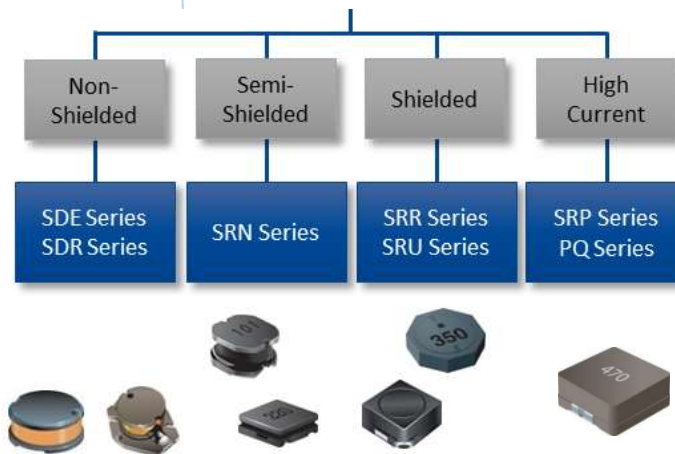 Non-
Shielded
Semi-
Shielded
Shielded
High
Current
SDE Series
SDR Series
SRN Series
SRR Series
SRU Series
SRP Series
PQ Series
101
350
220
470